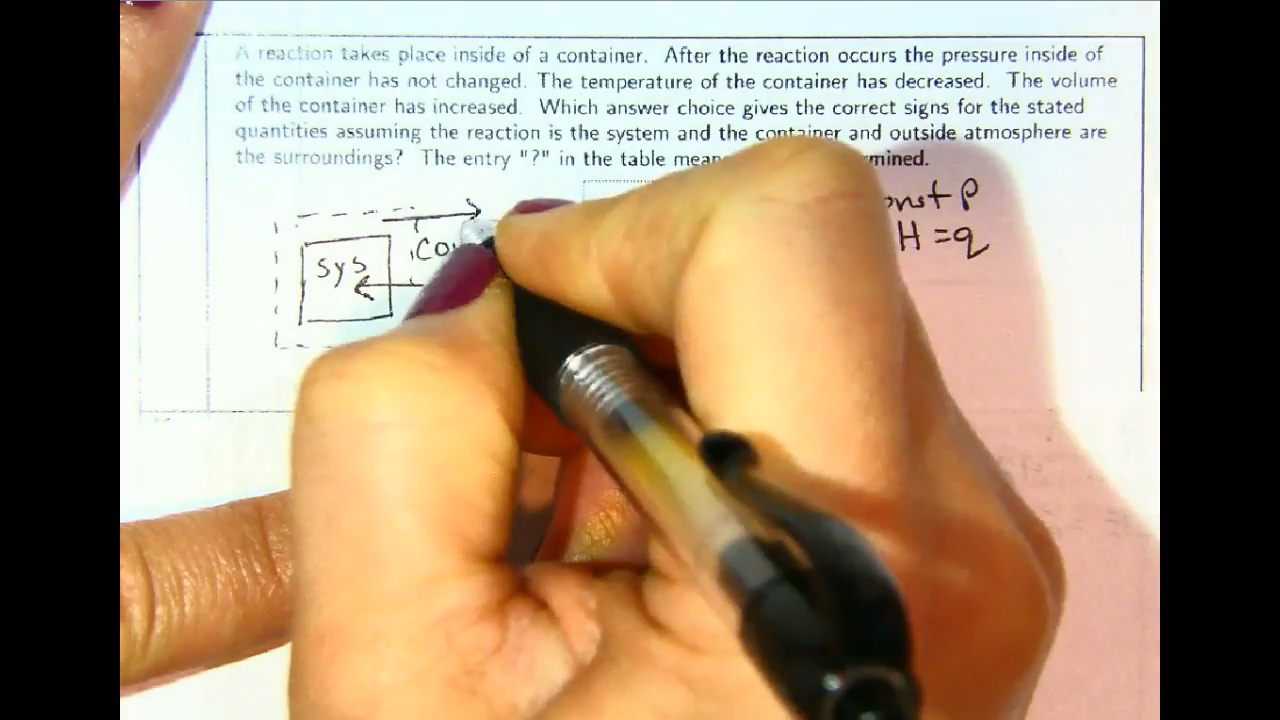 A reaction takes place inside of a container. After the reaction occurs the pressure inside of
the container has not changed. The temperature of the container has decreased. The volume
of the container has increased. Which answer choice gives the correct signs for the stated
quantities assuming the reaction is the system and the container and outside atmosphere are
the surroundings? The entry "?" in the table
P
H = q
sys